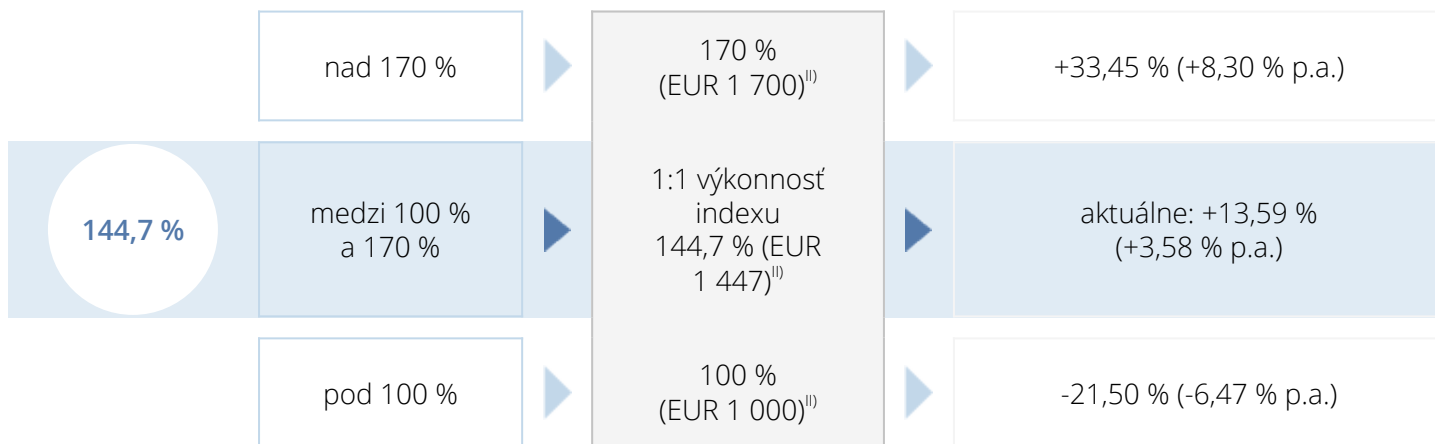 nad 170 %
170 %
(EUR 1 700)II)
+33,45 % (+8,30 % p.a.)
144,7 %
medzi 100 %
a 170 %
1:1 výkonnosť
indexu
144,7 % (EUR
1 447)II)
aktuálne: +13,59 %
(+3,58 % p.a.)
pod 100 %
100 %
(EUR 1 000)II)
-21,50 % (-6,47 % p.a.)